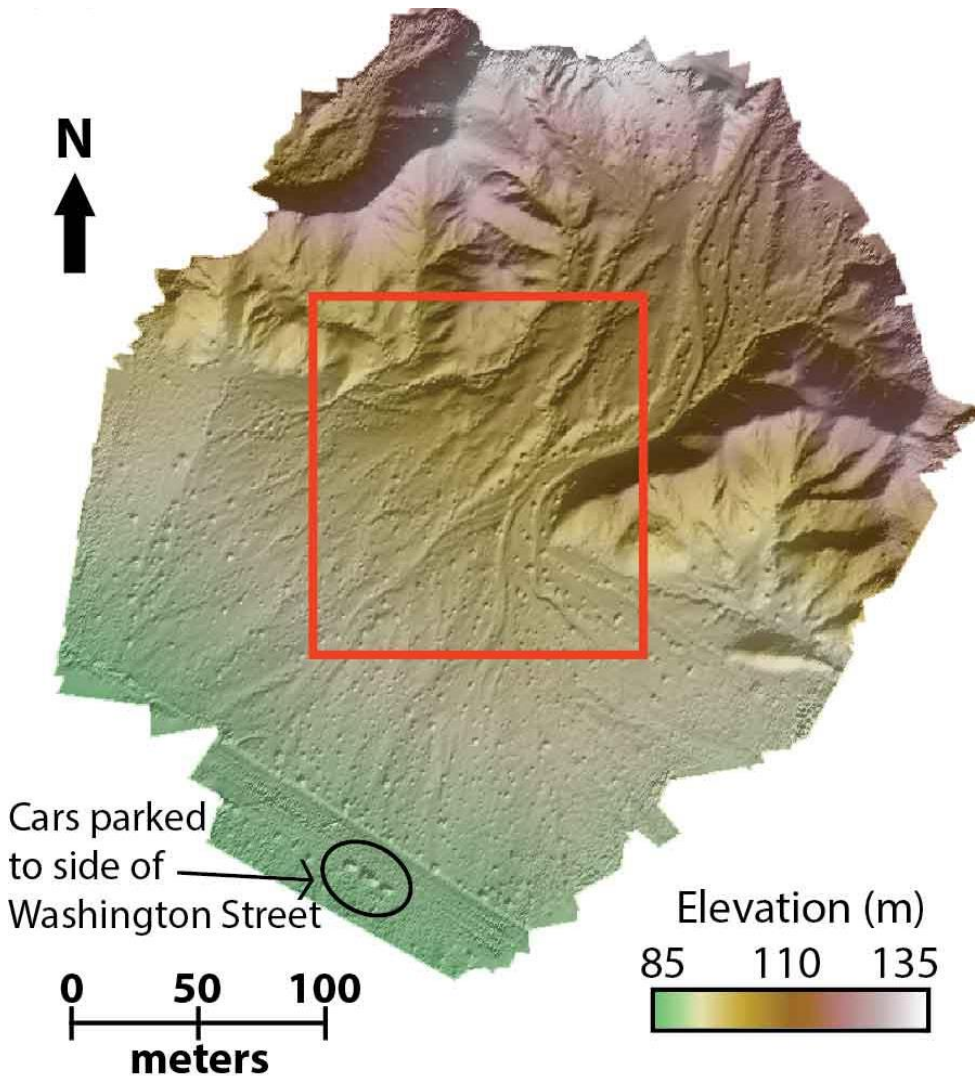 N
Cars parked
to side of
Washington Street
0 50 100
meters
Elevation (m)
85 110 135